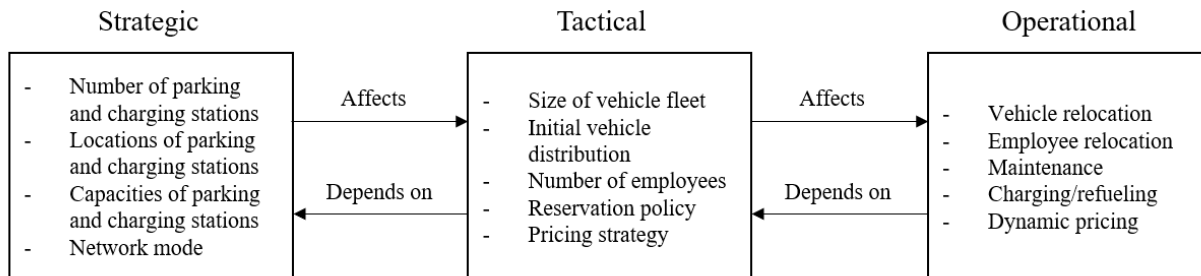 Strategic
- Number of parking
and charging stations
- Locations of parking
and charging stations
- Capacities of parking
and charging stations
- Network mode
Affects
Depends on
Tactical
- Size of vehicle fleet
- Initial vehicle
distribution
- Number of employees
- Reservation policy
- Pricing strategy
Affects
Depends on
Operational
- Vehicle relocation
- Employee relocation
- Maintenance
- Charging/refueling
- Dynamic pricing